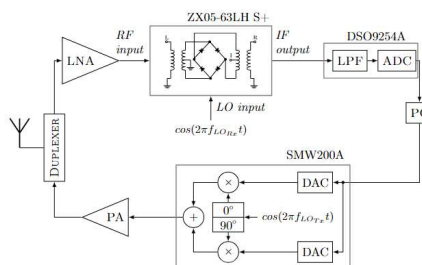 ZX05-63LH S+
RF
input
IF
output
DSO9254A
LNA
LPF
ADC
LO input
cos(2πf_{LO_{Rx}}t)
PC
DUPLEXER
SMW200A
DAC
×
PA
+
0°
90°
cos(2πf_{LO_{Tx}}t)
×
DAC